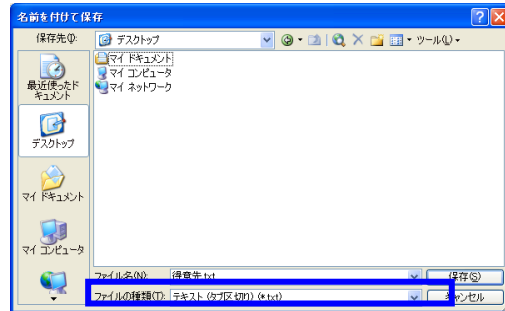 名前を付けて保存
保存先(I):
デスクトップ
ツール(L)
マイ ドキュメント
マイ コンピュータ
マイ ネットワーク
最近使ったド
キュメント
デスクトップ
マイ ドキュメント
マイ コンピュータ
ファイル名(N):
得意先.txt
保存(S)
ファイルの種類(T):
テキスト (タブ区切り) (*.txt)
キャンセル